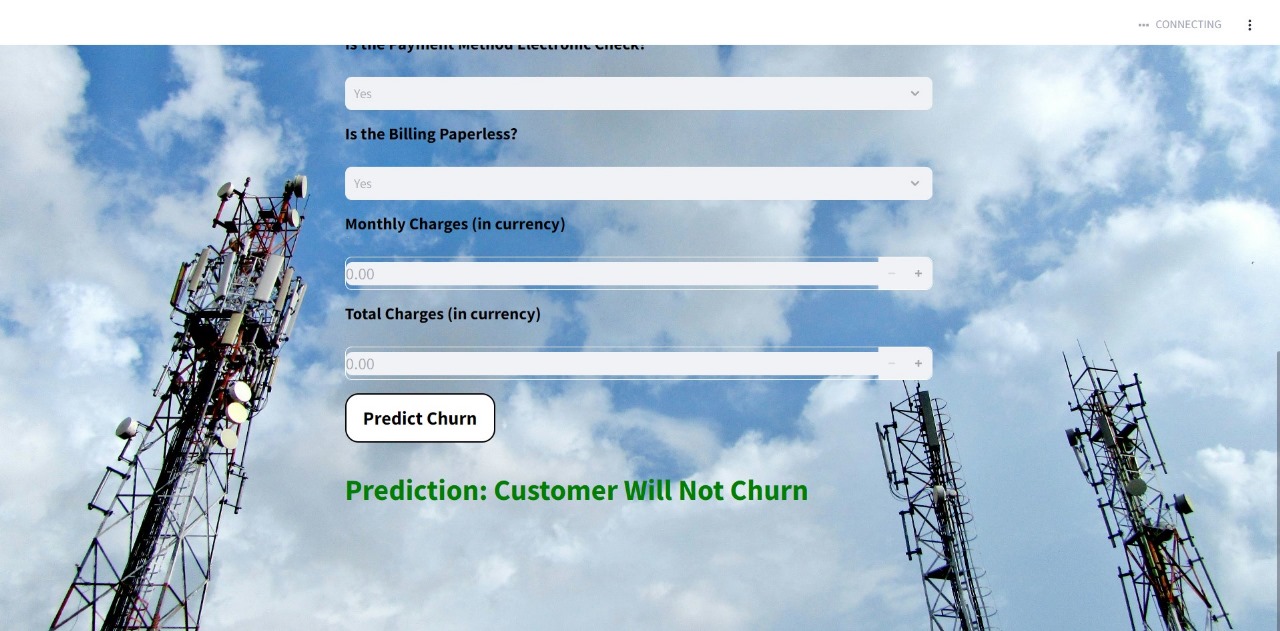 CONNECTING
Is the Payment Method Electronic Check?
Yes
Is the Billing Paperless?
Yes
Monthly Charges (in currency)
0.00
Total Charges (in currency)
0.00
Predict Churn
Prediction: Customer Will Not Churn